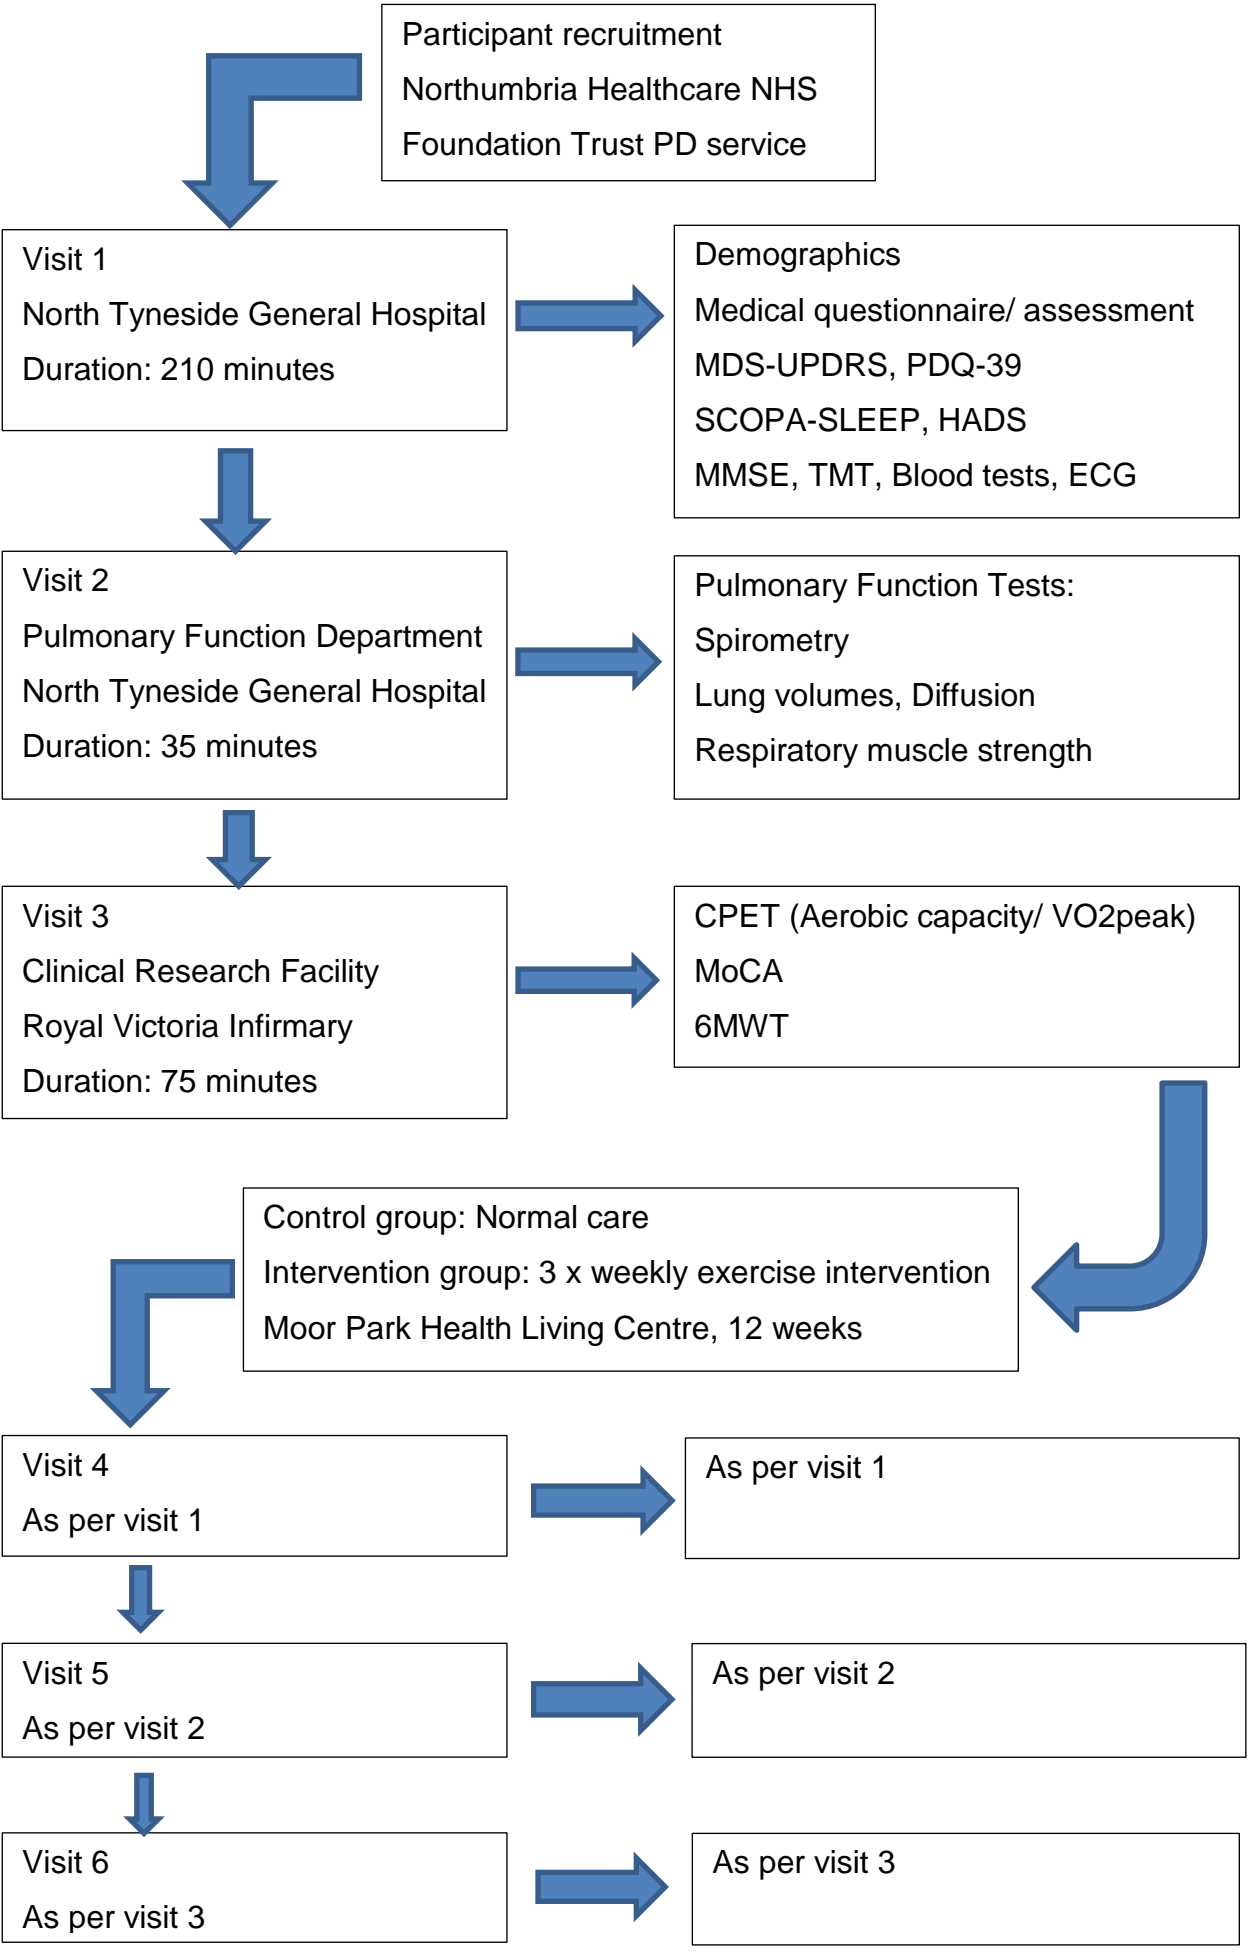 Participant recruitment
Northumbria Healthcare NHS
Foundation Trust PD service
Visit 1
North Tyneside General Hospital
Duration: 210 minutes
Demographics
Medical questionnaire/ assessment
MDS-UPDRS, PDQ-39
SCOPA-SLEEP, HADS
MMSE, TMT, Blood tests, ECG
Visit 2
Pulmonary Function Department
North Tyneside General Hospital
Duration: 35 minutes
Pulmonary Function Tests:
Spirometry
Lung volumes, Diffusion
Respiratory muscle strength
Visit 3
Clinical Research Facility
Royal Victoria Infirmary
Duration: 75 minutes
CPET (Aerobic capacity/ VO2peak)
MoCA
6MWT
Control group: Normal care
Intervention group: 3 x weekly exercise intervention
Moor Park Health Living Centre, 12 weeks
Visit 4
As per visit 1
As per visit 1
Visit 5
As per visit 2
As per visit 2
Visit 6
As per visit 3
As per visit 3